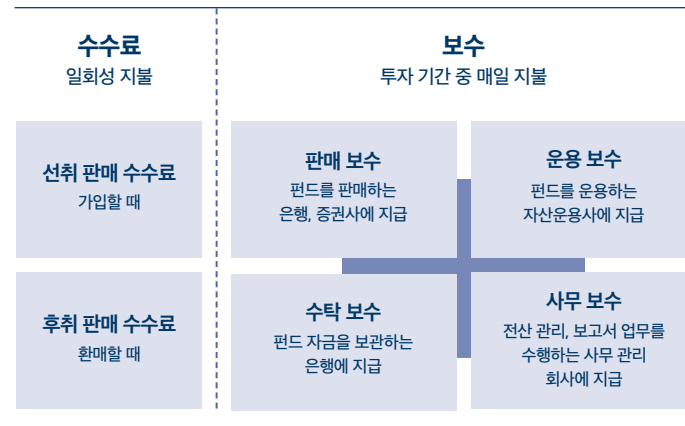 수수료
일회성 지불
보수
투자 기간 중 매일 지불
선취 판매 수수료
가입할 때
후취 판매 수수료
환매할 때
판매 보수
펀드를 판매하는
은행, 증권사에 지급
운용 보수
펀드를 운용하는
자산운용사에 지급
수탁 보수
펀드 자금을 보관하는
은행에 지급
사무 보수
전산 관리, 보고서 업무를
수행하는 사무 관리
회사에 지급